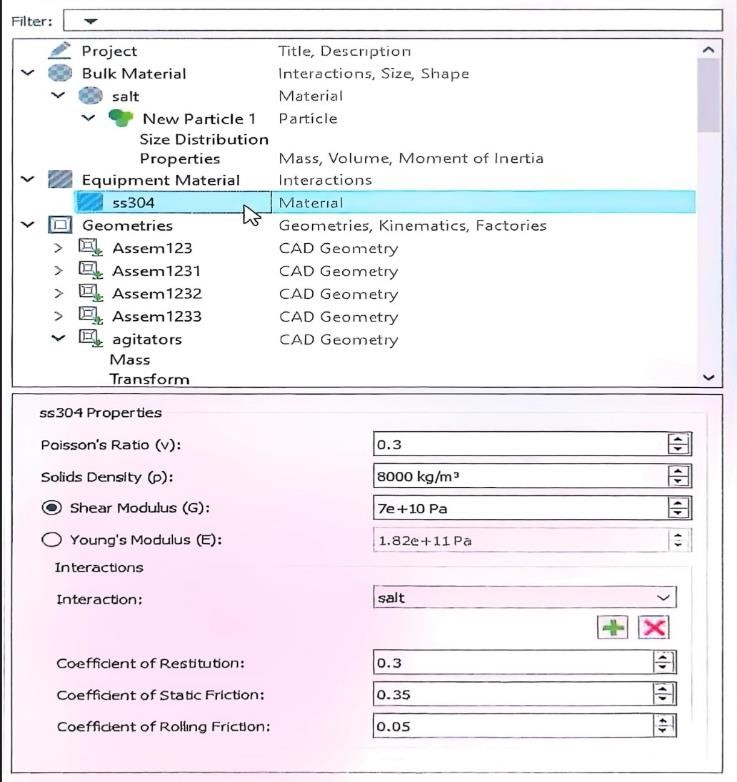 Filter:
Project Title, Description
Bulk Material Interactions, Size, Shape
salt Material
New Particle 1 Particle
Size Distribution
Properties Mass, Volume, Moment of Inertia
Equipment Material Interactions
ss304 Material
Geometries Geometries, Kinematics, Factories
Assem123 CAD Geometry
Assem1231 CAD Geometry
Assem1232 CAD Geometry
Assem1233 CAD Geometry
agitators CAD Geometry
Mass
Transform
ss304 Properties
Poisson's Ratio (v): 0.3
Solids Density (ρ): 8000 kg/m³
Shear Modulus (G): 7e+10 Pa
Young's Modulus (E): 1.82e+11 Pa
Interactions
Interaction: salt
Coefficient of Restitution: 0.3
Coefficient of Static Friction: 0.35
Coefficient of Rolling Friction: 0.05